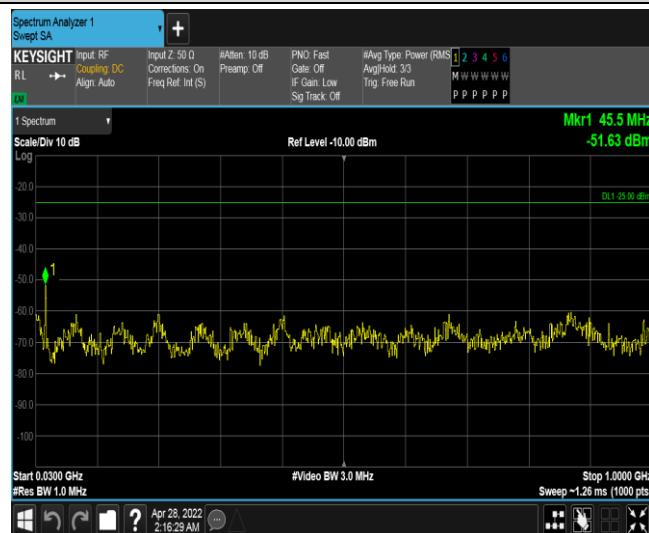 Spectrum Analyzer 1
Swept SA
+
KEYSIGHT
RL
Input: RF
Coupling: DC
Align: Auto
Input Z: 50 Ω
Corrections: On
Freq Ref: Int (S)
#Atten: 10 dB
Preamp: Off
PNO: Fast
Gate: Off
IF Gain: Low
Sig Track: Off
#Avg Type: Power (RMS
Avg|Hold: 3/3
Trig: Free Run
1 2 3 4 5 6
M W W W W W
P P P P P P
1 Spectrum
Mkr1 45.5 MHz
Scale/Div 10 dB
Ref Level -10.00 dBm
-51.63 dBm
Log
-20.0
DL1 -25.00 dBm
-30.0
-40.0
1
-50.0
-60.0
-70.0
-80.0
-90.0
-100
Start 0.0300 GHz
#Video BW 3.0 MHz
Stop 1.0000 GHz
#Res BW 1.0 MHz
Sweep ~1.26 ms (1000 pts)
?
Apr 28, 2022
2:16:29 AM